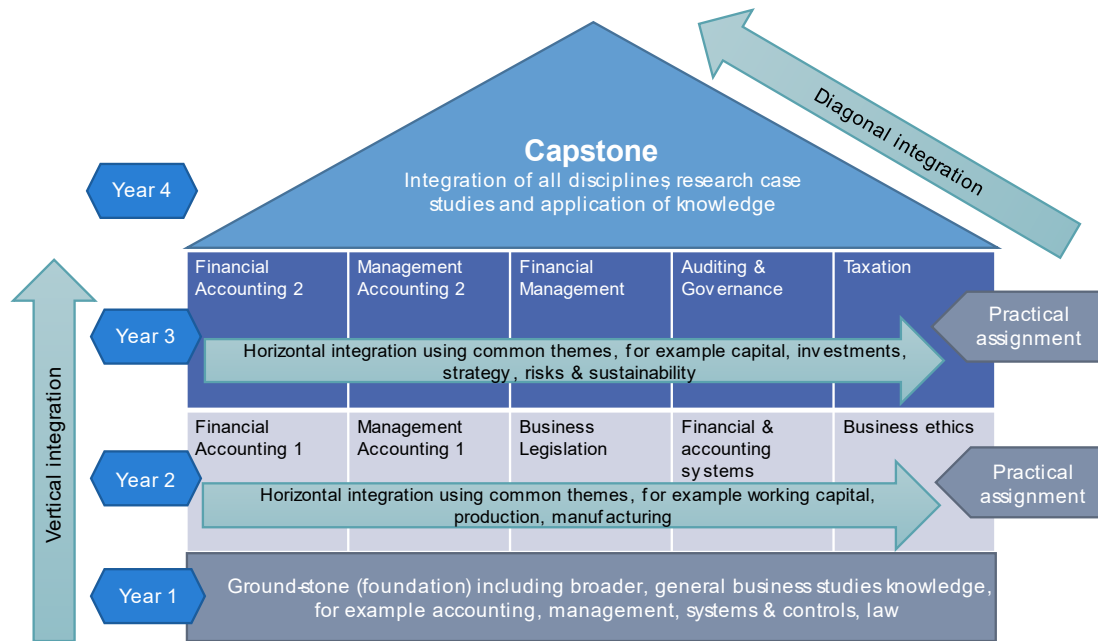 Capstone
Integration of all disciplines, research case
studies and application of knowledge
Diagonal integration
Year 4
Financial
Accounting 2
Management
Accounting 2
Financial
Management
Auditing &
Governance
Taxation
Year 3
Practical
assignment
Horizontal integration using common themes, for example capital, investments,
strategy, risks & sustainability
Vertical integration
Financial
Accounting 1
Management
Accounting 1
Business
Legislation
Financial &
accounting
systems
Business ethics
Year 2
Practical
assignment
Horizontal integration using common themes, for example working capital,
production, manufacturing
Year 1
Ground-stone (foundation) including broader, general business studies knowledge,
for example accounting, management, systems & controls, law